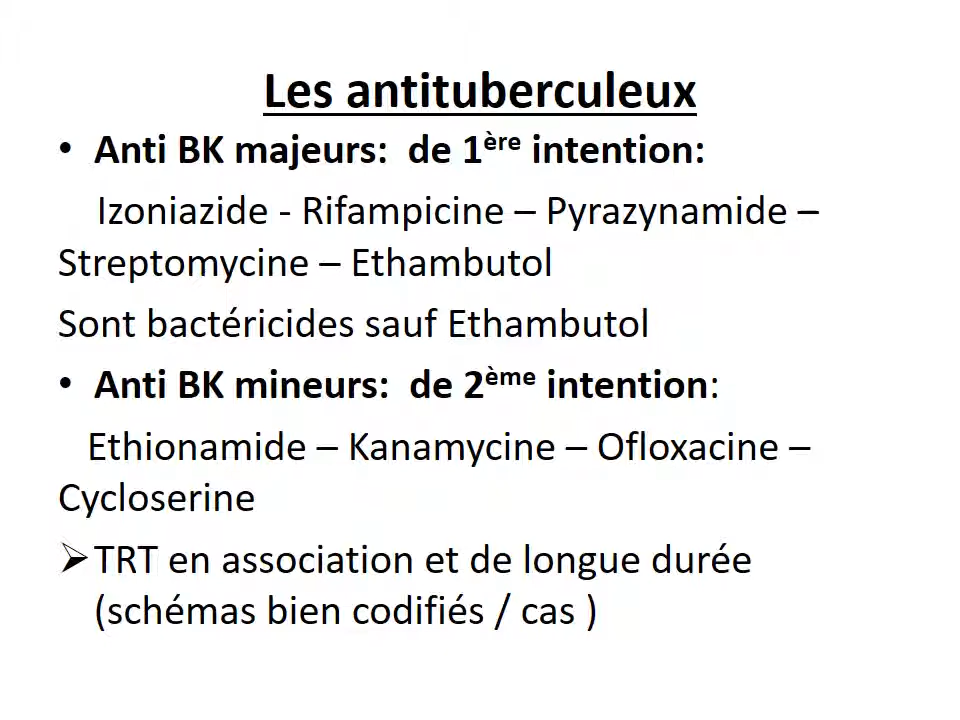 Les antituberculeux
• Anti BK majeurs: de 1ère intention:
Izoniazide - Rifampicine – Pyrazynamide –
Streptomycine – Ethambutol
Sont bactéricides sauf Ethambutol
• Anti BK mineurs: de 2ème intention:
Ethionamide – Kanamycine – Ofloxacine –
Cycloserine
➢ TRT en association et de longue durée
(schémas bien codifiés / cas )